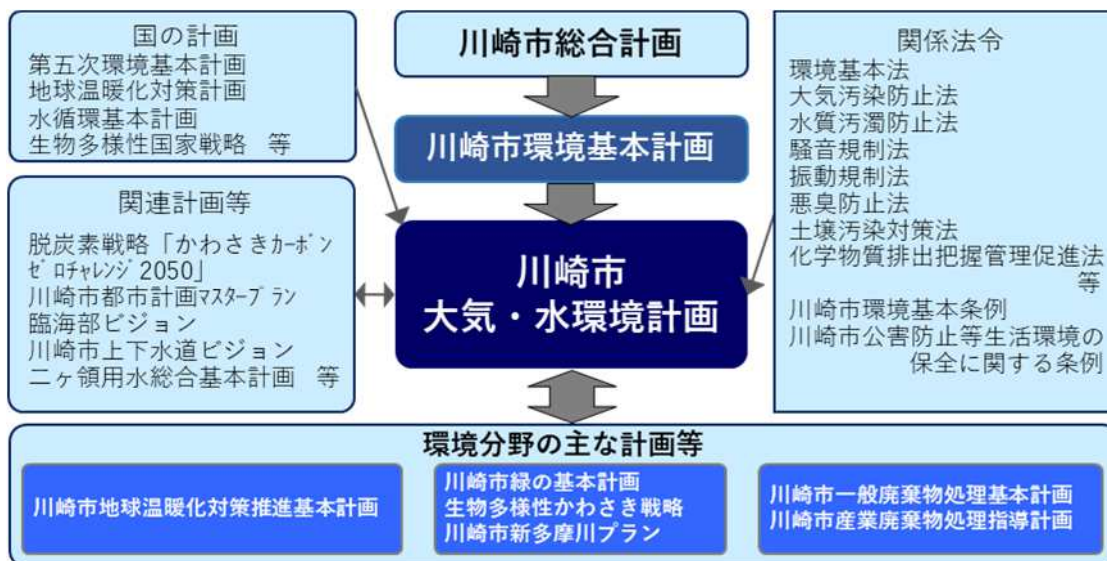 国の計画
第五次環境基本計画
地球温暖化対策計画
水循環基本計画
生物多様性国家戦略　等
川崎市総合計画
川崎市環境基本計画
関係法令
環境基本法
大気汚染防止法
水質汚濁防止法
騒音規制法
振動規制法
悪臭防止法
土壌汚染対策法
化学物質排出把握管理促進法
等
川崎市環境基本条例
川崎市公害防止等生活環境の
保全に関する条例
関連計画等
脱炭素戦略「かわさきｶｰﾎﾞﾝ
ｾﾞﾛﾁｬﾚﾝｼﾞ2050」
川崎市都市計画ﾏｽﾀｰﾌﾟﾗﾝ
臨海部ビジョン
川崎市上下水道ビジョン
二ヶ領用水総合基本計画　等
川崎市
大気・水環境計画
環境分野の主な計画等
川崎市地球温暖化対策推進基本計画
川崎市緑の基本計画
生物多様性かわさき戦略
川崎市新多摩川プラン
川崎市一般廃棄物処理基本計画
川崎市産業廃棄物処理指導計画